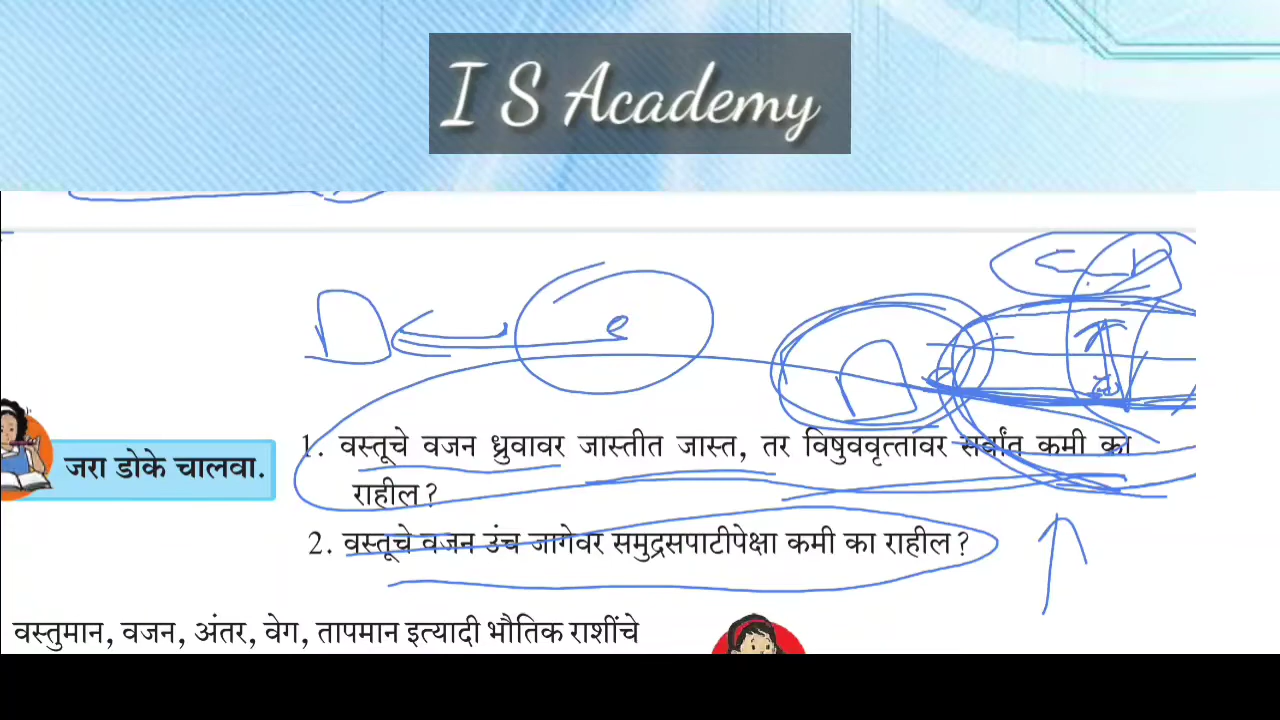 I S Academy
जरा डोके चालवा.
1. वस्तूचे वजन ध्रुवावर जास्तीत जास्त, तर विषुववृत्तावर सर्वांत कमी का
राहील?
2. वस्तूचे वजन उंच जागेवर समुद्रसपाटीपेक्षा कमी का राहील?
वस्तुमान, वजन, अंतर, वेग, तापमान इत्यादी भौतिक राशींचे